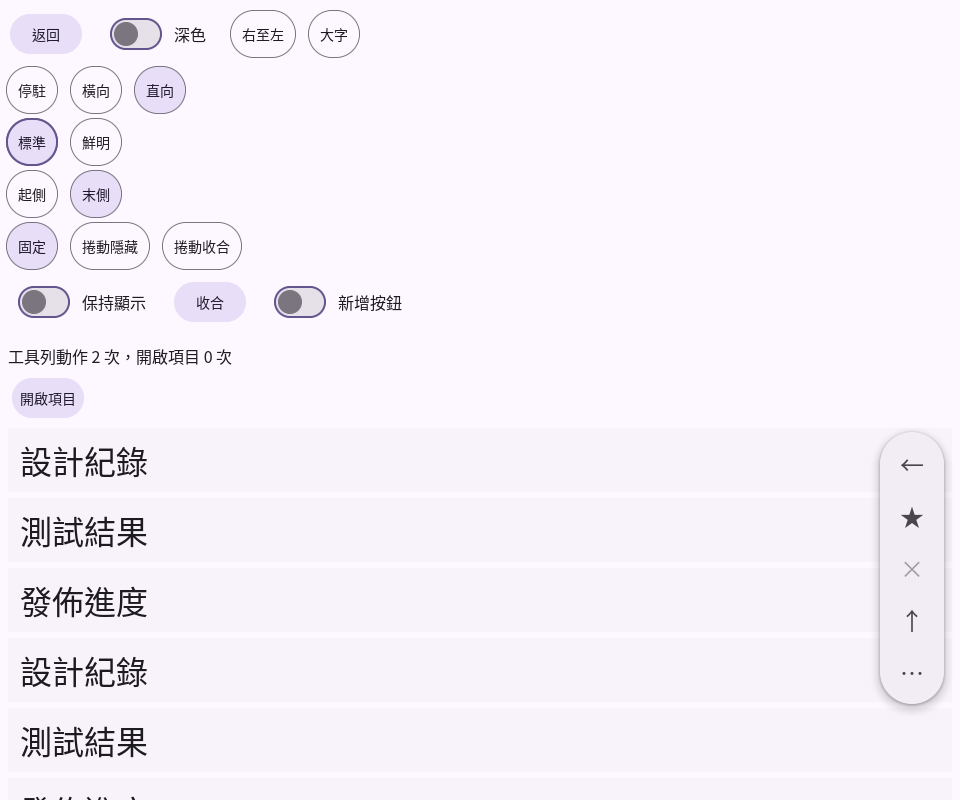 返回 深色 右至左 大字
停駐 橫向 直向
標準 鮮明
起側 末側
固定 捲動隱藏 捲動收合
保持顯示 收合 新增按鈕
工具列動作 2 次，開啟項目 0 次
開啟項目
設計紀錄
測試結果
發佈進度
設計紀錄
測試結果